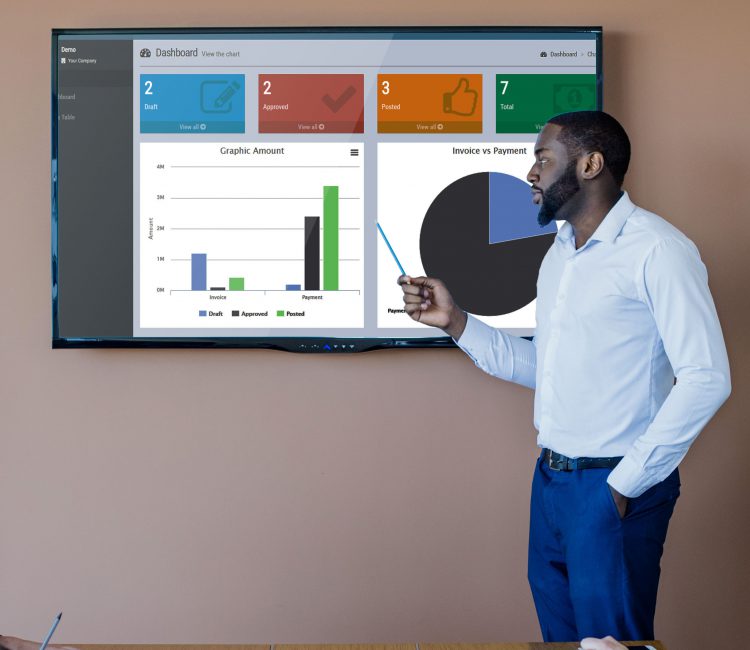 Demo
Your Company
Dashboard View the chart
Dashboard >
2
Draft
View all
2
Approved
View all
3
Posted
View all
7
Total
View
Graphic Amount
4M
3M
2M
1M
0M
Amount
Invoice
Payment
Draft
Approved
Posted
Invoice vs Payment